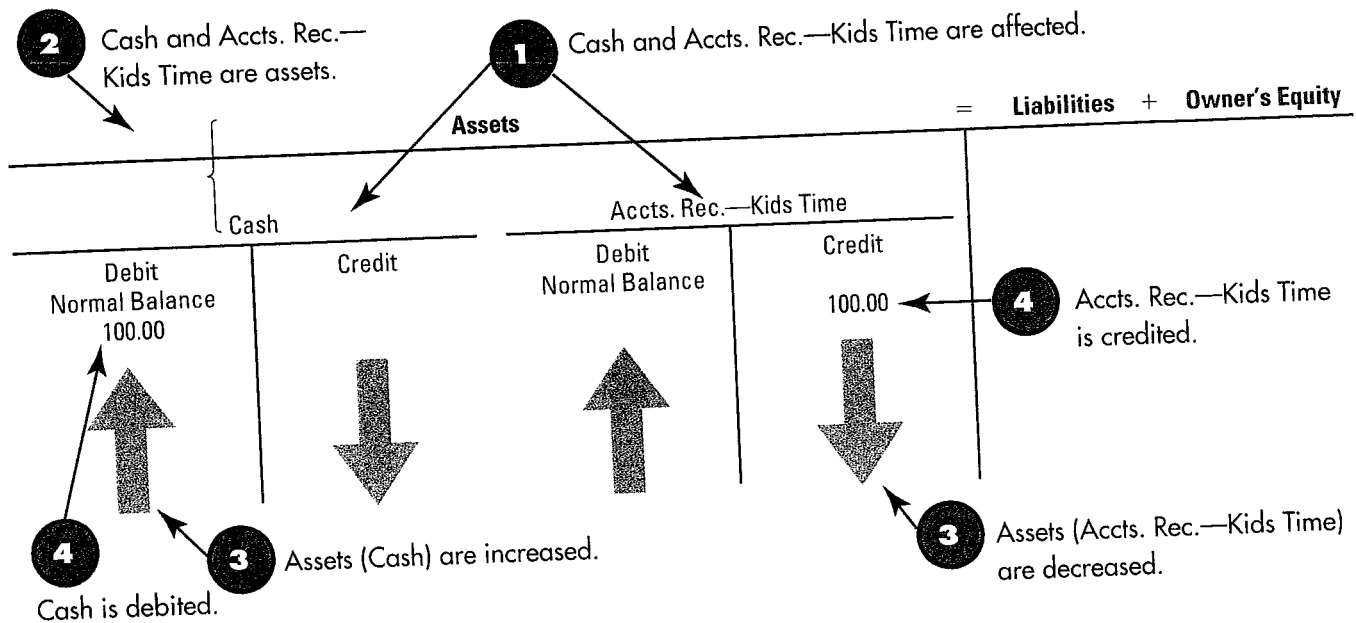 2 Cash and Accts. Rec.—
Kids Time are assets.
1 Cash and Accts. Rec.—Kids Time are affected.
Assets = Liabilities + Owner's Equity
Cash
Accts. Rec.—Kids Time
Debit
Normal Balance
100.00
Credit
Debit
Normal Balance
Credit
100.00
4 Accts. Rec.—Kids Time
is credited.
4
Cash is debited.
3 Assets (Cash) are increased.
3 Assets (Accts. Rec.—Kids Time)
are decreased.